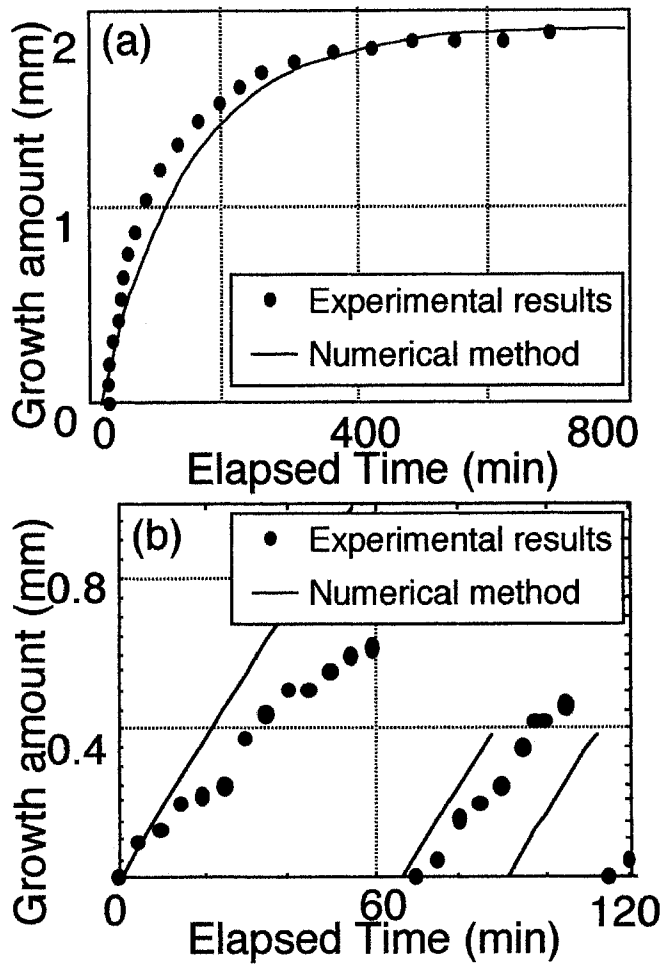 (a)
Growth amount (mm)
2
1
0
Experimental results
Numerical method
0 400 800
Elapsed Time (min)
(b)
Growth amount (mm)
0.8
0.4
Experimental results
Numerical method
0 60 120
Elapsed Time (min)